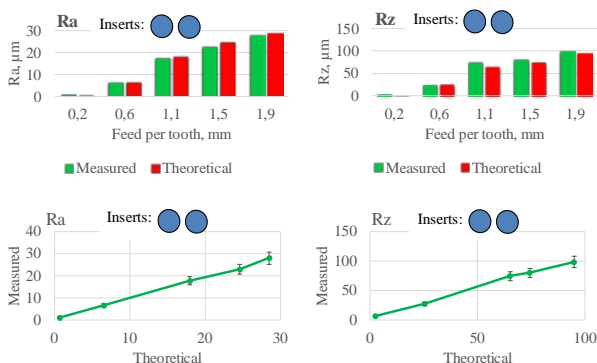 Ra Inserts:
30
20
10
0
Ra, µm
0,2 0,6 1,1 1,5 1,9
Feed per tooth, mm
Measured Theoretical
Rz Inserts:
150
100
50
0
Rz, µm
0,2 0,6 1,1 1,5 1,9
Feed per tooth, mm
Measured Theoretical
Ra Inserts:
40
30
20
10
0
Measured
0 10 20 30
Theoretical
Rz Inserts:
150
100
50
0
Measured
0 50 100
Theoretical